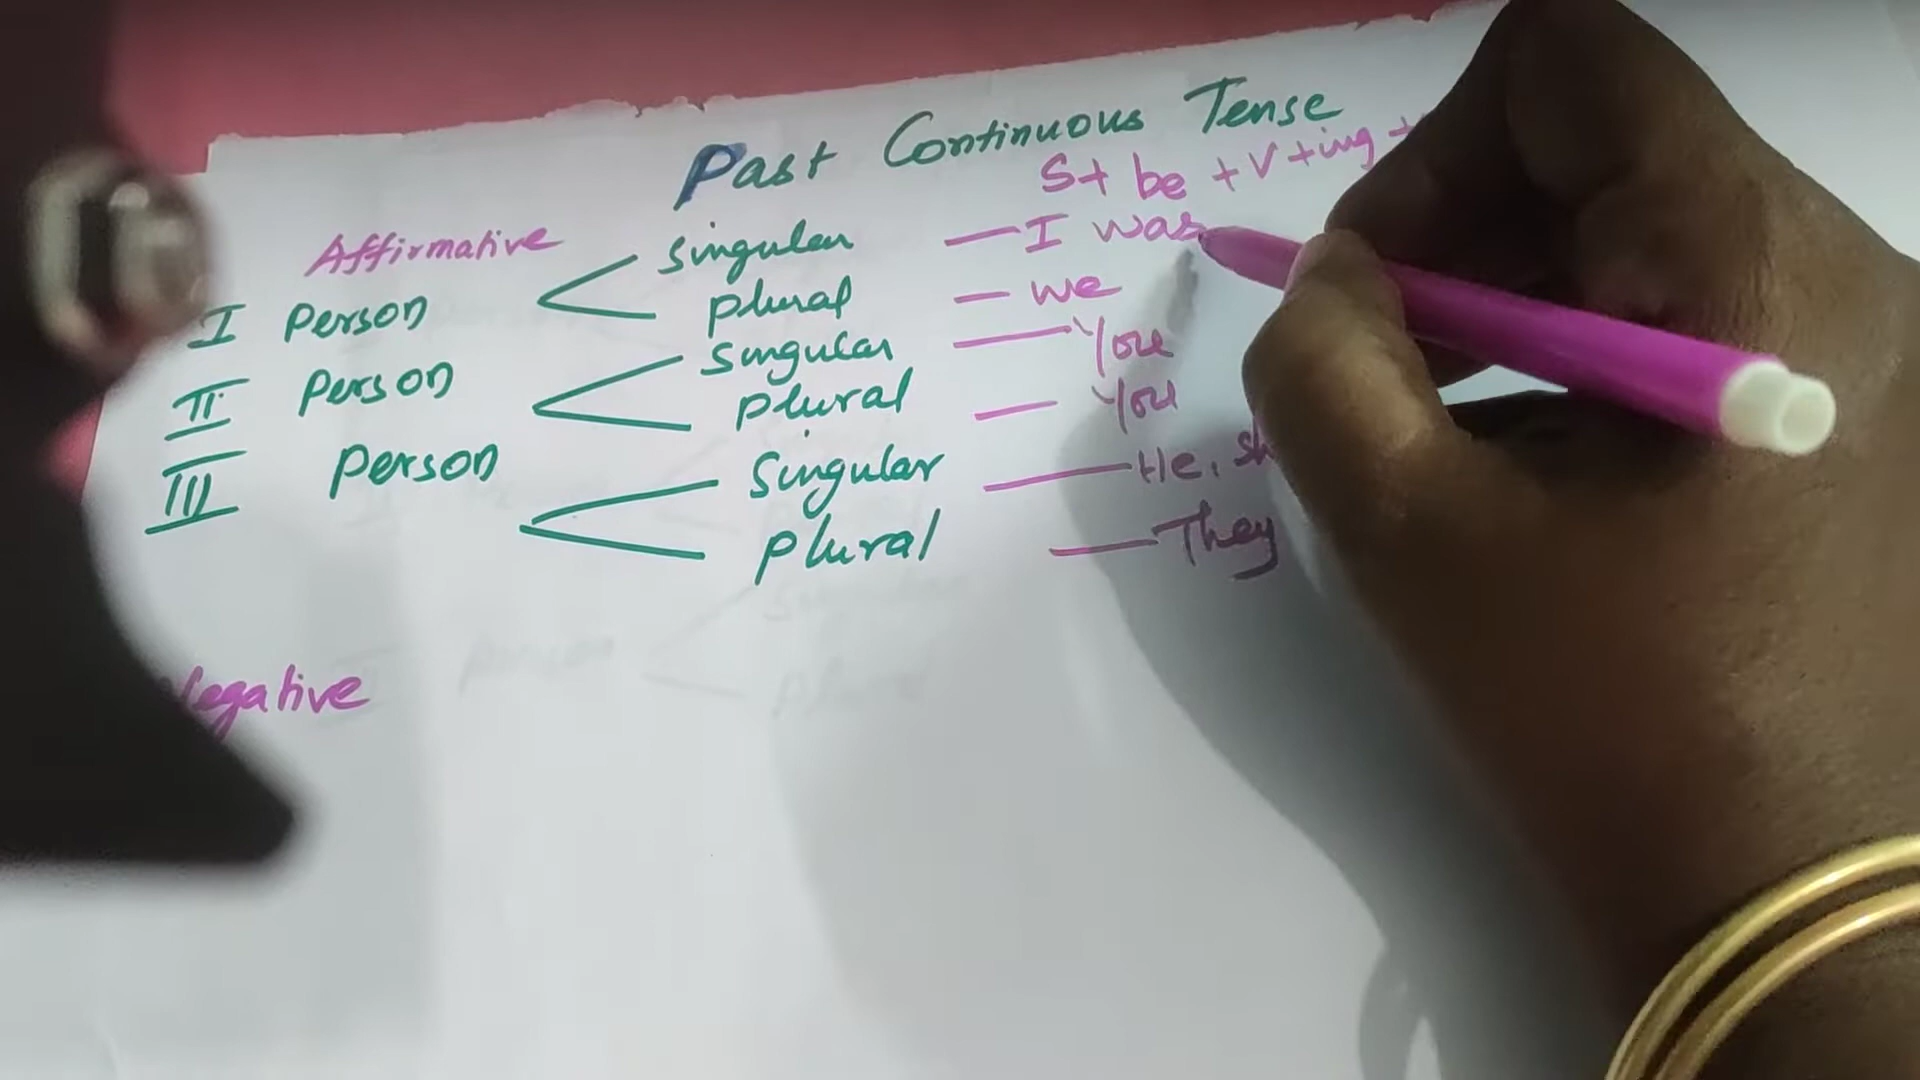 Past Continuous Tense
S+ be +V +ing +
Affirmative
I Person singular — I was
plural — we
II Person singular — You
plural — You
III Person singular — He, sh
plural — They
Negative